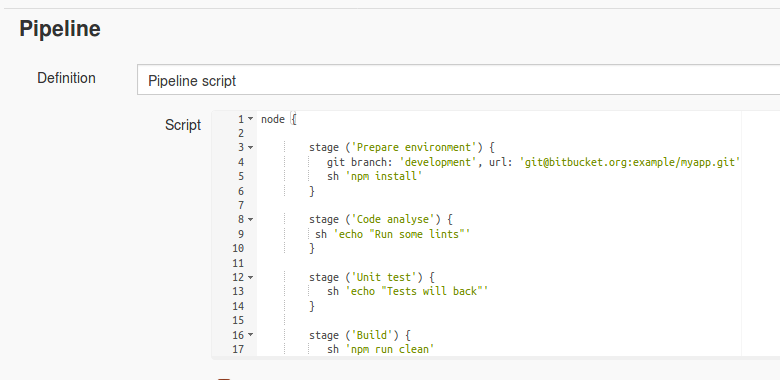 Pipeline
Definition
Pipeline script
Script
1 node {
2
3 stage ('Prepare environment') {
4 git branch: 'development', url: 'git@bitbucket.org:example/myapp.git'
5 sh 'npm install'
6 }
7
8 stage ('Code analyse') {
9 sh 'echo "Run some lints"'
10 }
11
12 stage ('Unit test') {
13 sh 'echo "Tests will back"'
14 }
15
16 stage ('Build') {
17 sh 'npm run clean'